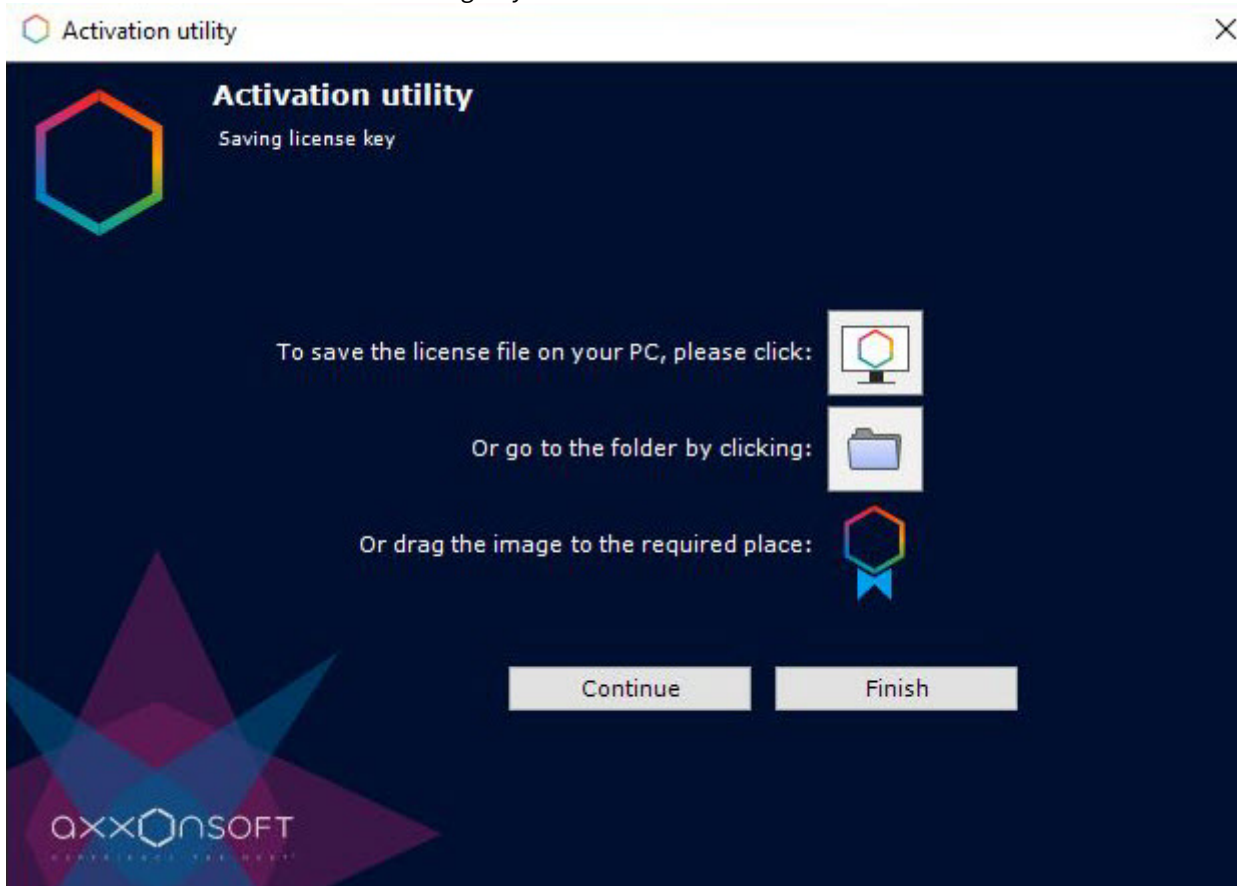 Activation utility
Activation utility
Saving license key
To save the license file on your PC, please click:
Or go to the folder by clicking:
Or drag the image to the required place:
Continue
Finish
axxonsoft